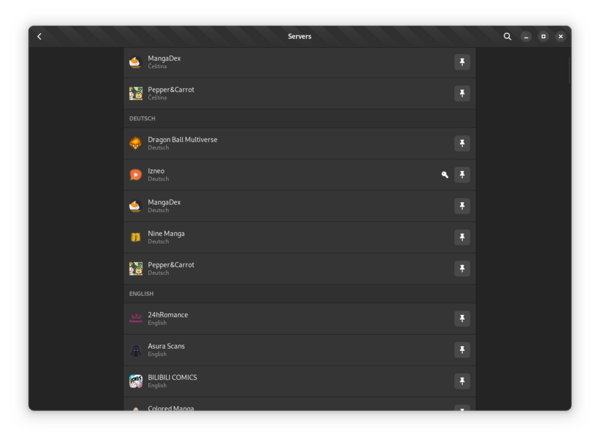 Servers
MangaDex
Čeština
Pepper&Carrot
Čeština
DEUTSCH
Dragon Ball Multiverse
Deutsch
Izneo
Deutsch
MangaDex
Deutsch
Nine Manga
Deutsch
Pepper&Carrot
Deutsch
ENGLISH
24hRomance
English
Asura Scans
English
BILIBILI COMICS
English
Colored Manga